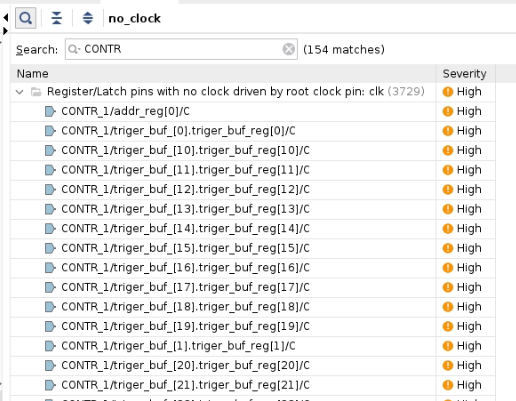 no_clock
Search: CONTR (154 matches)
Name Severity
Register/Latch pins with no clock driven by root clock pin: clk (3729) High
CONTR_1/addr_reg[0]/C High
CONTR_1/triger_buf_[0].triger_buf_reg[0]/C High
CONTR_1/triger_buf_[10].triger_buf_reg[10]/C High
CONTR_1/triger_buf_[11].triger_buf_reg[11]/C High
CONTR_1/triger_buf_[12].triger_buf_reg[12]/C High
CONTR_1/triger_buf_[13].triger_buf_reg[13]/C High
CONTR_1/triger_buf_[14].triger_buf_reg[14]/C High
CONTR_1/triger_buf_[15].triger_buf_reg[15]/C High
CONTR_1/triger_buf_[16].triger_buf_reg[16]/C High
CONTR_1/triger_buf_[17].triger_buf_reg[17]/C High
CONTR_1/triger_buf_[18].triger_buf_reg[18]/C High
CONTR_1/triger_buf_[19].triger_buf_reg[19]/C High
CONTR_1/triger_buf_[1].triger_buf_reg[1]/C High
CONTR_1/triger_buf_[20].triger_buf_reg[20]/C High
CONTR_1/triger_buf_[21].triger_buf_reg[21]/C High